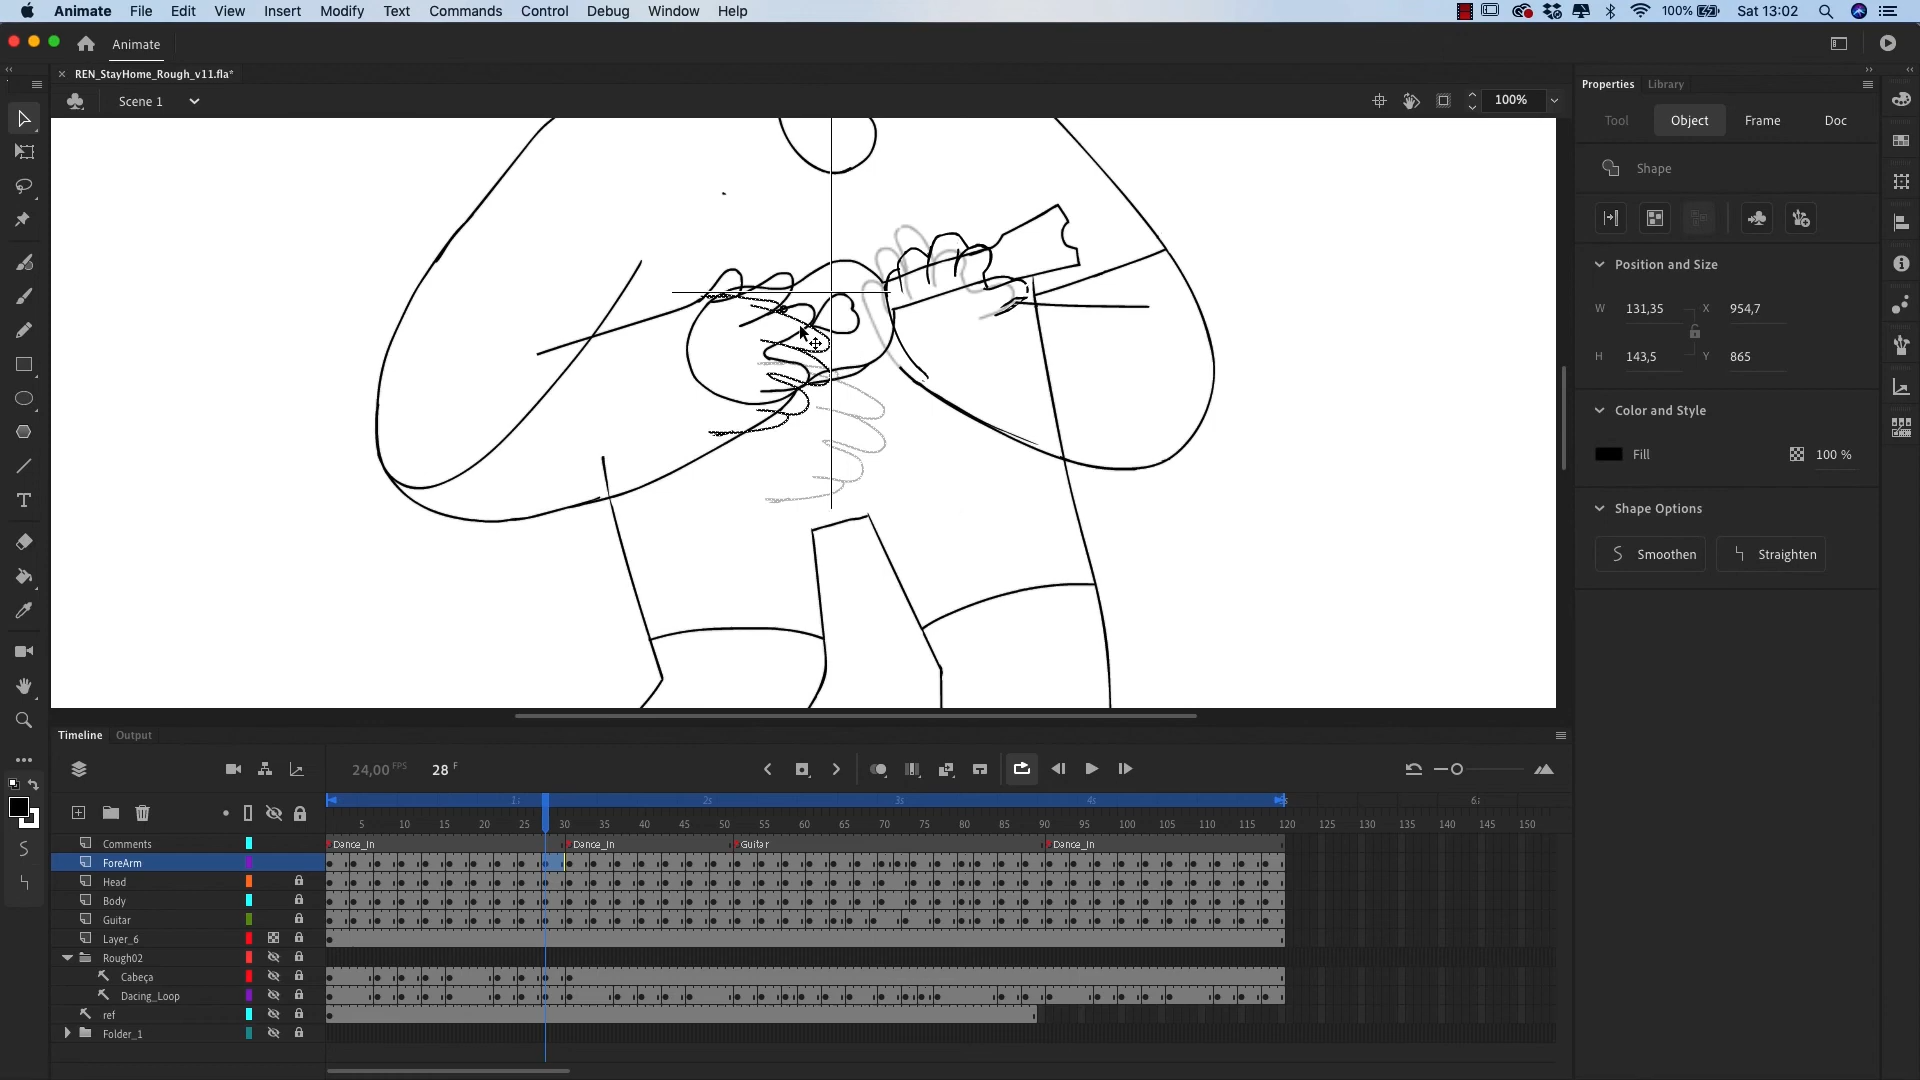 Animate File Edit View Insert Modify Text Commands Control Debug Window Help 100% Sat 13:02
Animate
REN_StayHome_Rough_v11.fla*
Scene 1 100%
Properties Library
Tool Object Frame Doc
Shape
Position and Size
W 131,35 X 954,7
H 143,5 Y 865
Color and Style
Fill 100 %
Shape Options
Smoothen Straighten
Timeline Output
24,00 FPS 28 F
1s 2s 3s 4s
5 10 15 20 25 30 35 40 45 50 55 60 65 70 75 80 85 90 95 100 105 110 115 120 125 130 135 140 145 150
Comments Dance_In Dance_In Guitar Dance_In
ForeArm
Head
Body
Guitar
Layer_6
Rough02
Cabeça
Dacing_Loop
ref
Folder_1